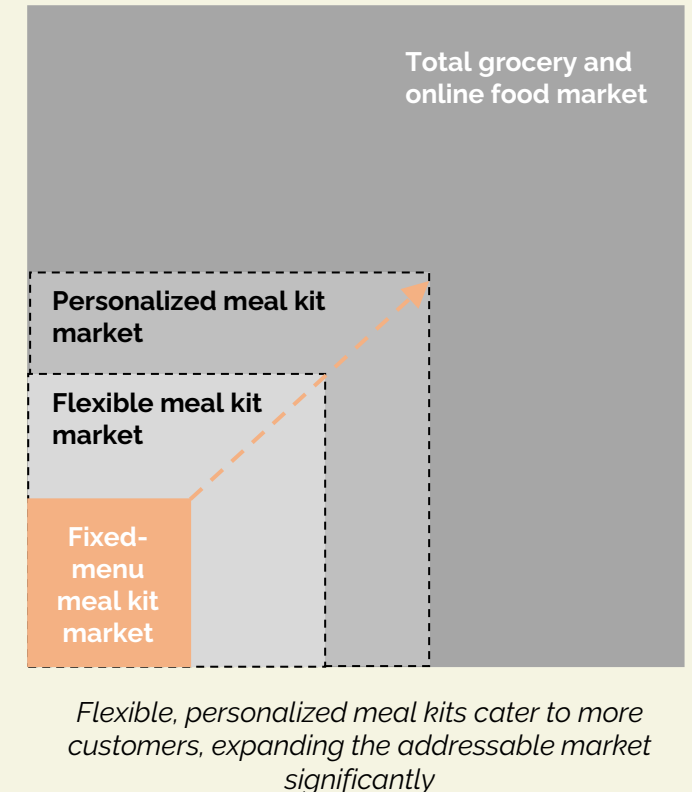 Total grocery and
online food market
Personalized meal kit
market
Flexible meal kit
market
Fixed-
menu
meal kit
market
Flexible, personalized meal kits cater to more
customers, expanding the addressable market
significantly